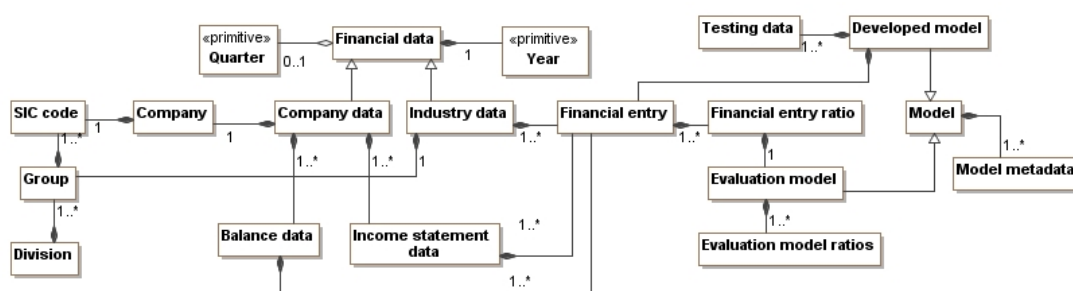 «primitive»
Quarter
0..1
Financial data
1
«primitive»
Year
Testing data
1..*
Developed model
SIC code
1
Company
1
Company data
Industry data
1..*
Financial entry
1..*
Financial entry ratio
Model
1..*
1..*
1..*
1
1
1..*
Model metadata
Group
Evaluation model
1..*
1..*
Division
Balance data
Income statement
data
1..*
1..*
Evaluation model ratios